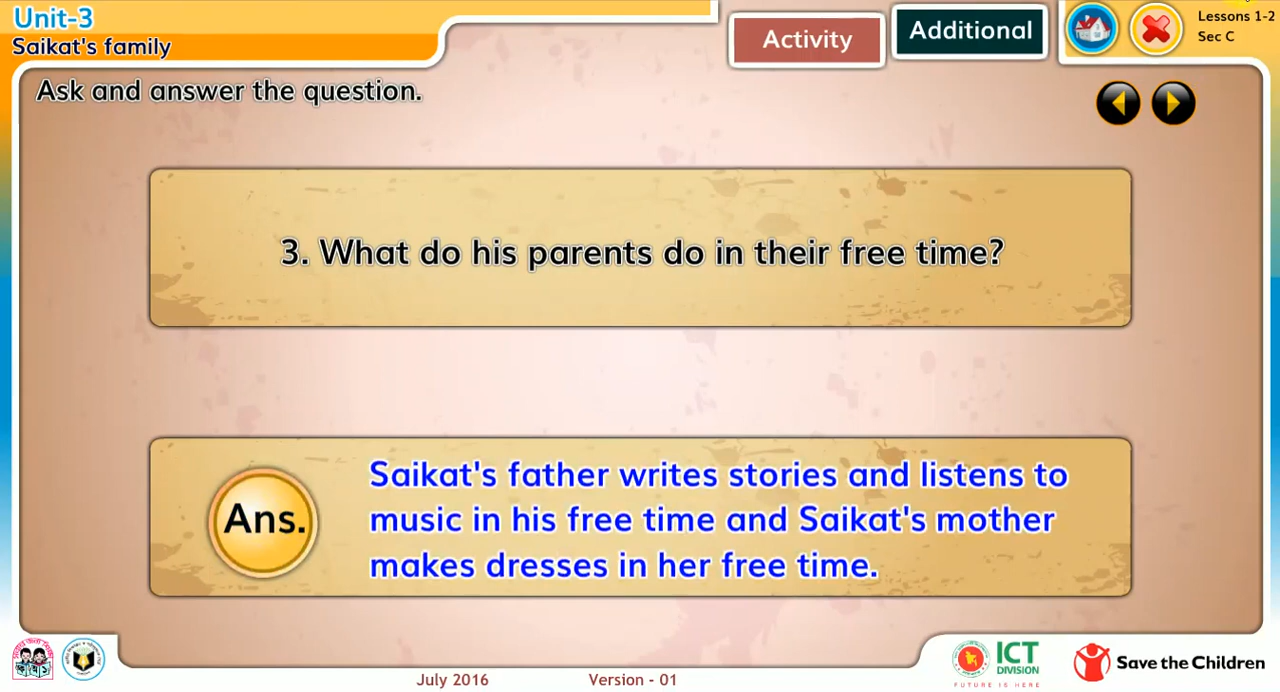 Unit-3
Saikat's family
Activity
Additional
Lessons 1-2
Sec C
Ask and answer the question.
3. What do his parents do in their free time?
Ans.
Saikat's father writes stories and listens to
music in his free time and Saikat's mother
makes dresses in her free time.
July 2016
Version - 01
ICT
DIVISION
FUTURE IS HERE
Save the Children